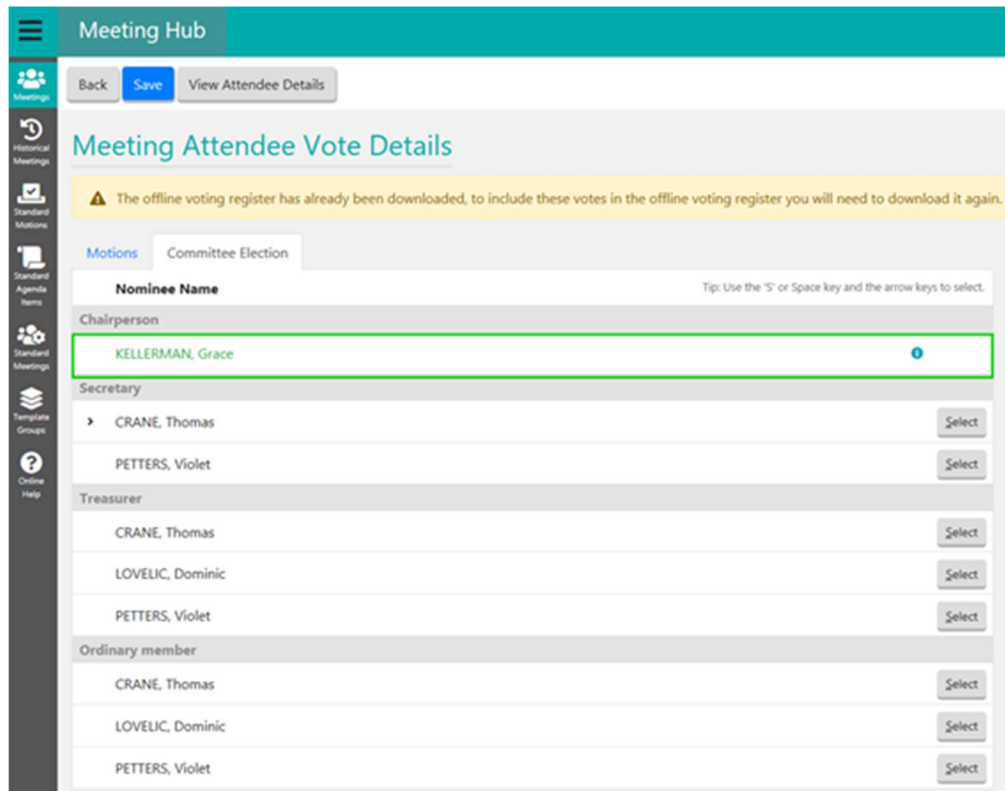 Meeting Hub
Meetings
Historical
Meetings
Standard
Motions
Standard
Agenda
Items
Standard
Meetings
Template
Groups
Online
Help
Back Save View Attendee Details
Meeting Attendee Vote Details
The offline voting register has already been downloaded, to include these votes in the offline voting register you will need to download it again.
Motions Committee Election
Nominee Name Tip: Use the 'S' or Space key and the arrow keys to select.
Chairperson
KELLERMAN, Grace
Secretary
CRANE, Thomas Select
PETTERS, Violet Select
Treasurer
CRANE, Thomas Select
LOVELIC, Dominic Select
PETTERS, Violet Select
Ordinary member
CRANE, Thomas Select
LOVELIC, Dominic Select
PETTERS, Violet Select